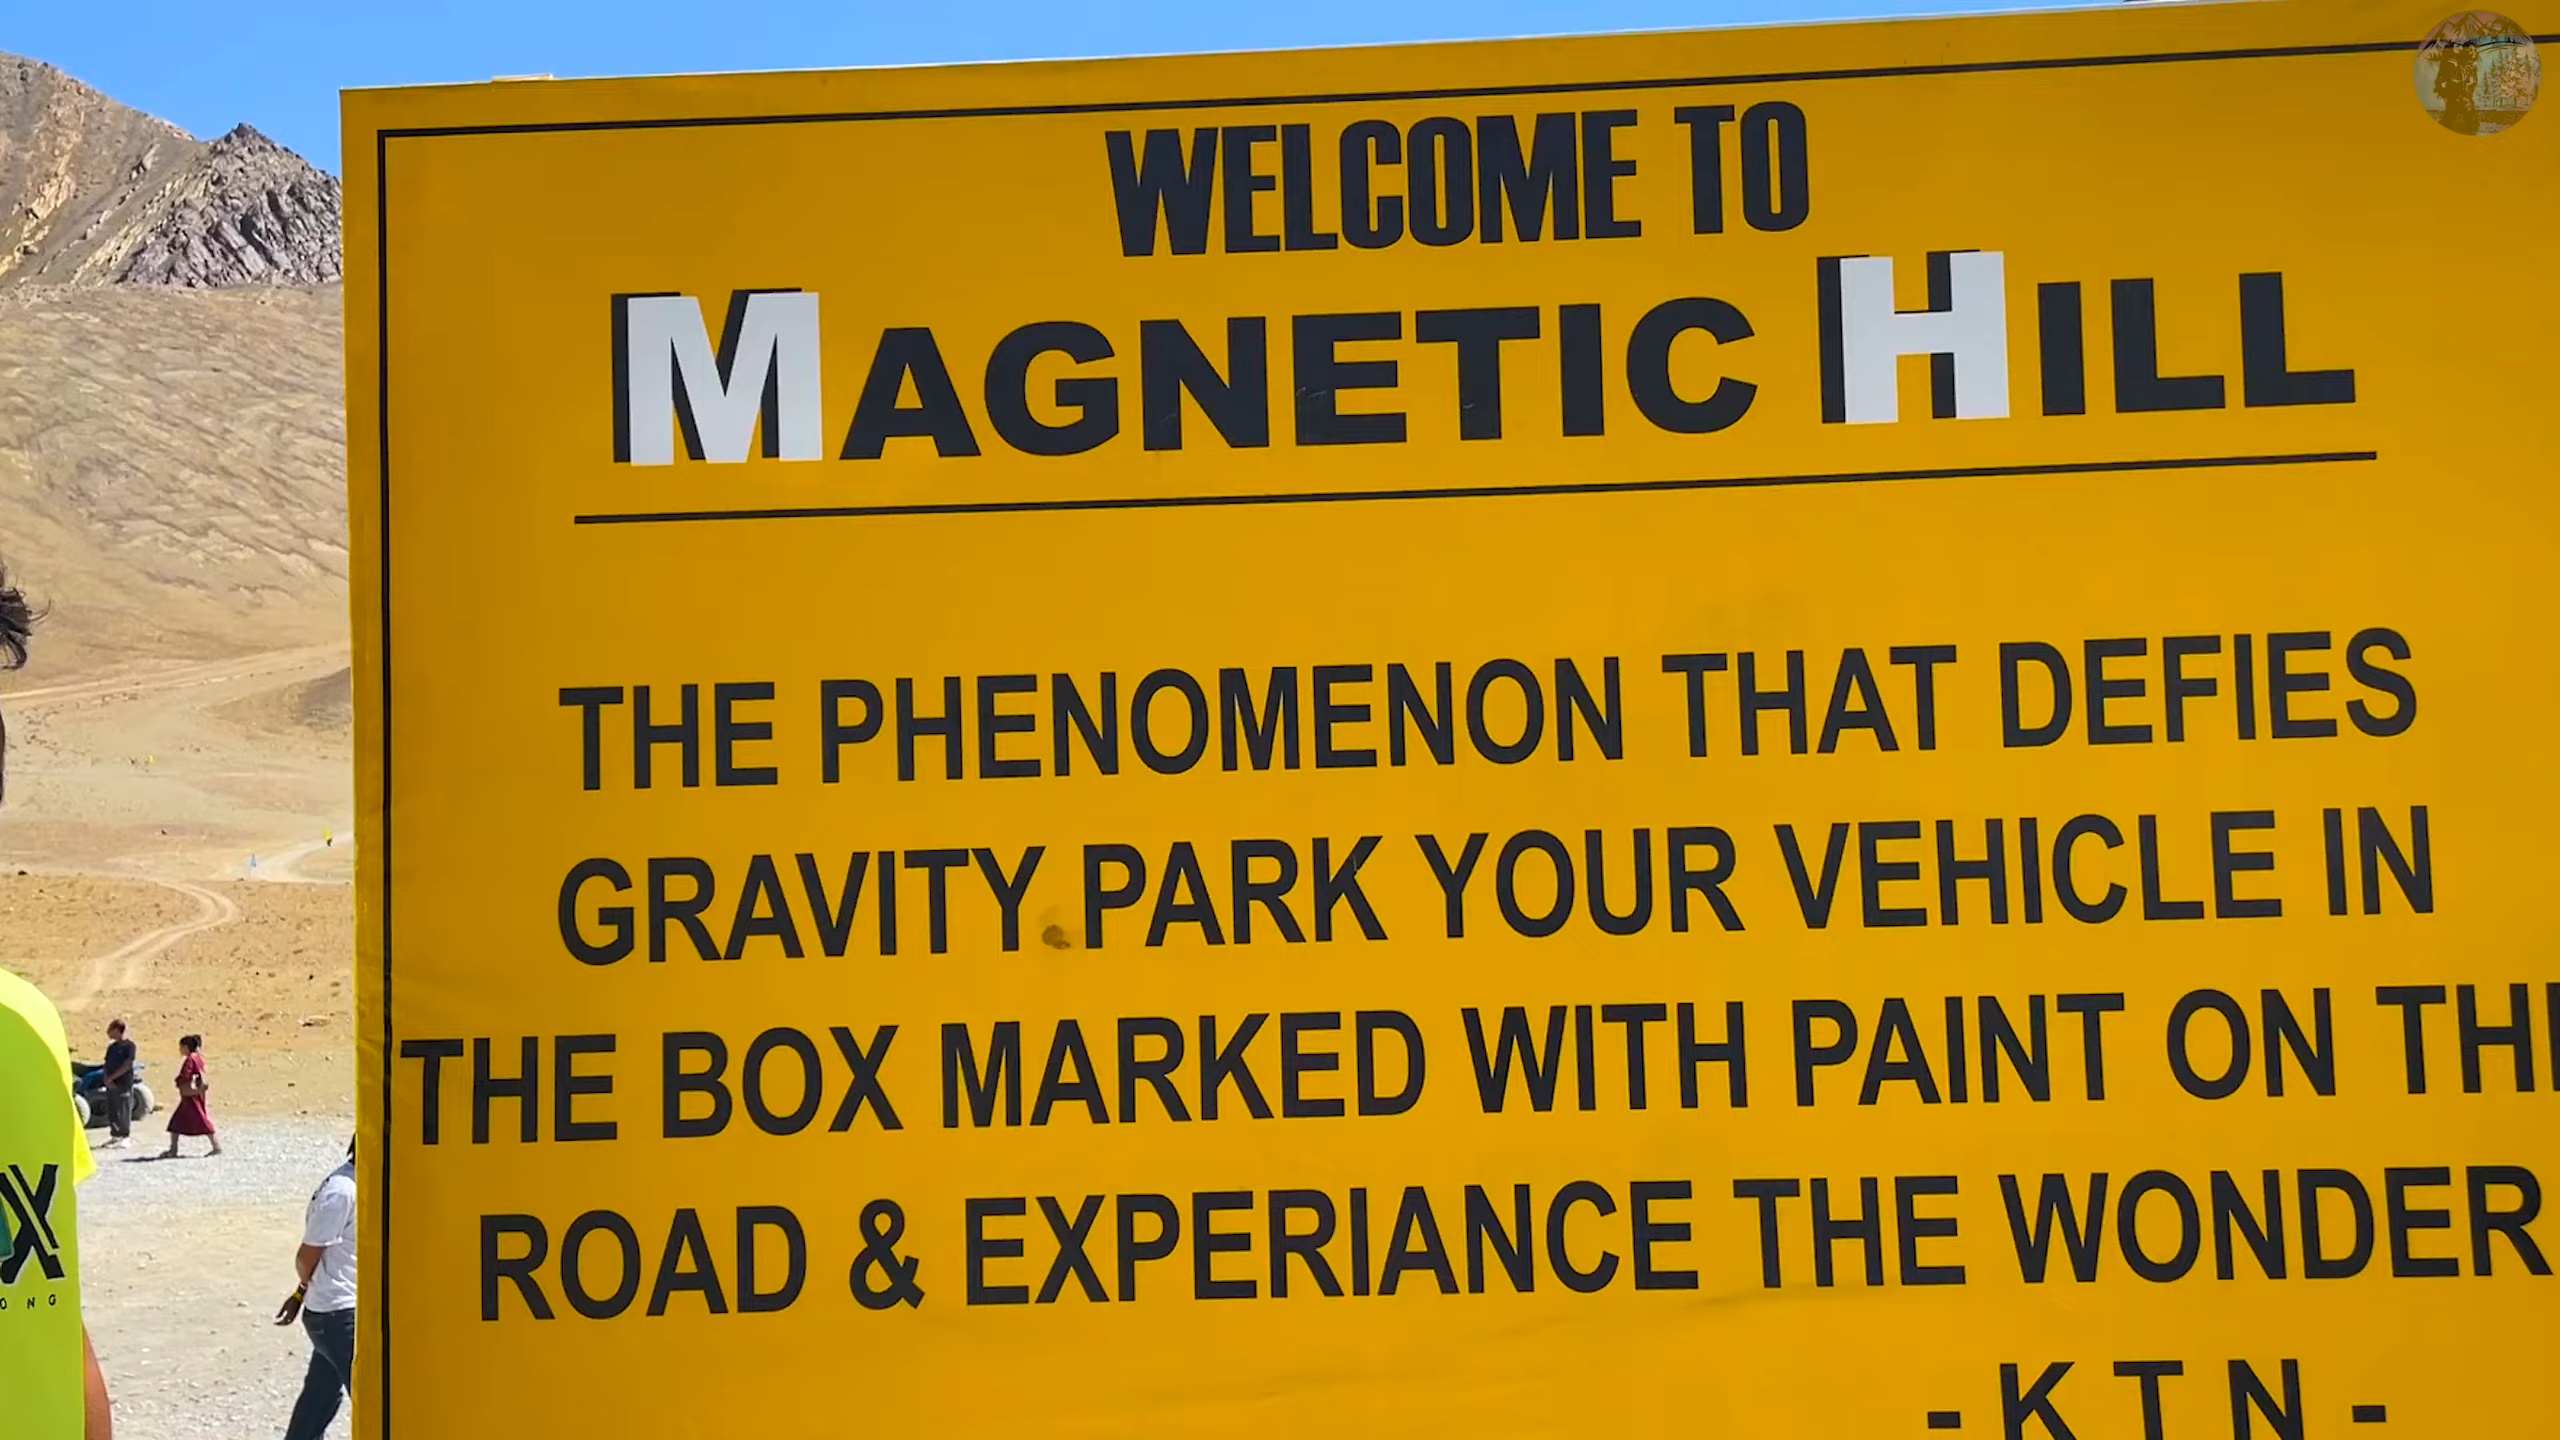 WELCOME TO
MAGNETIC HILL
THE PHENOMENON THAT DEFIES
GRAVITY PARK YOUR VEHICLE IN
THE BOX MARKED WITH PAINT ON
ROAD & EXPERIANCE THE WONDER
- K T N -